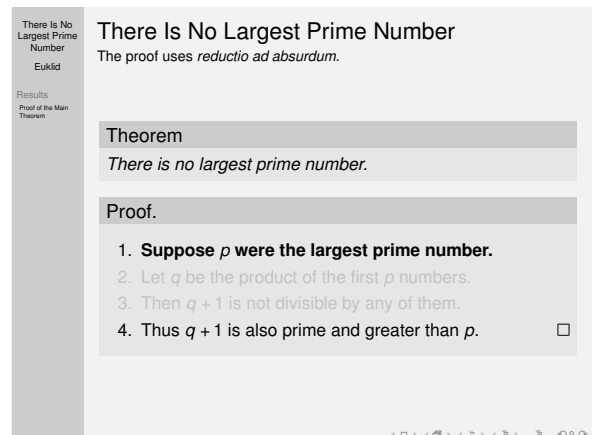 There Is No
Largest Prime
Number
Euklid
Results
Proof of the Main
Theorem
There Is No Largest Prime Number
The proof uses reductio ad absurdum.
Theorem
There is no largest prime number.
Proof.
1. Suppose p were the largest prime number.
2. Let q be the product of the first p numbers.
3. Then q + 1 is not divisible by any of them.
4. Thus q + 1 is also prime and greater than p. □